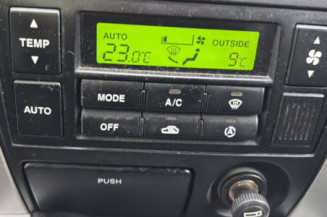 AUTO
OUTSIDE
23.0°C
9°C
TEMP
AUTO
MODE
A/C
OFF
A
PUSH